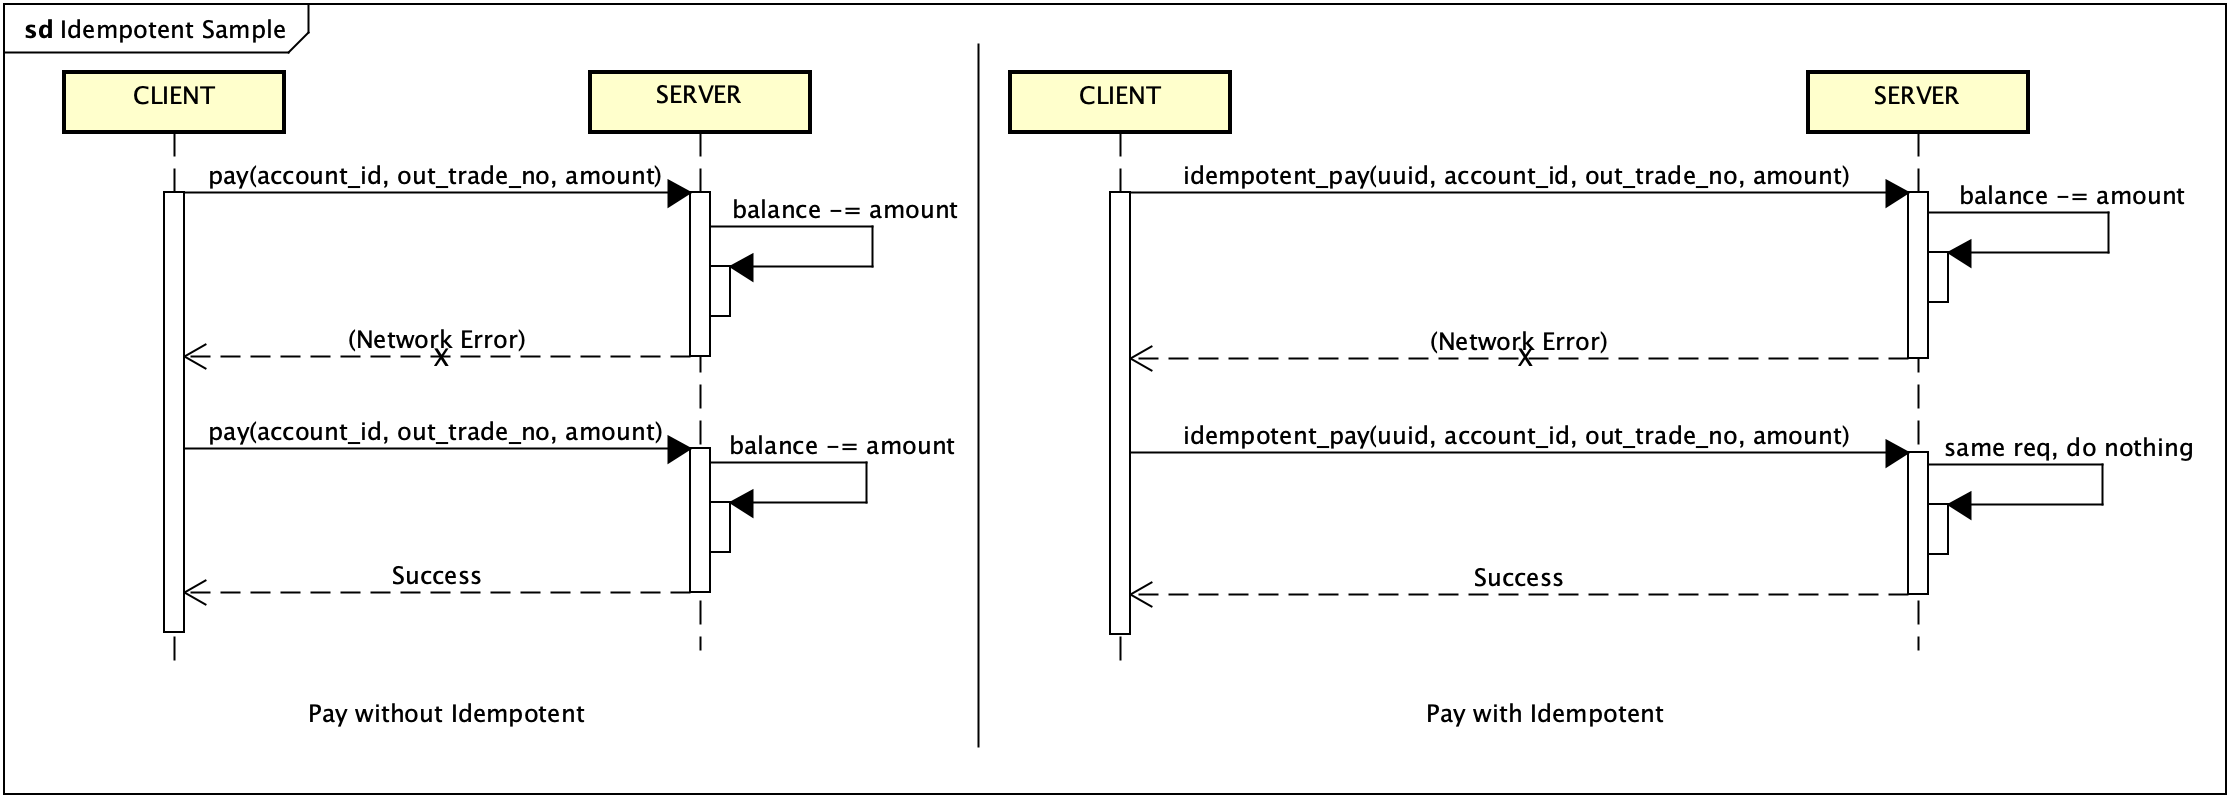 sd Idempotent Sample
CLIENT
SERVER
pay(account_id, out_trade_no, amount)
balance -= amount
(Network Error)
X
pay(account_id, out_trade_no, amount)
balance -= amount
Success
Pay without Idempotent
CLIENT
SERVER
idempotent_pay(uuid, account_id, out_trade_no, amount)
balance -= amount
(Network Error)
X
idempotent_pay(uuid, account_id, out_trade_no, amount)
same req, do nothing
Success
Pay with Idempotent